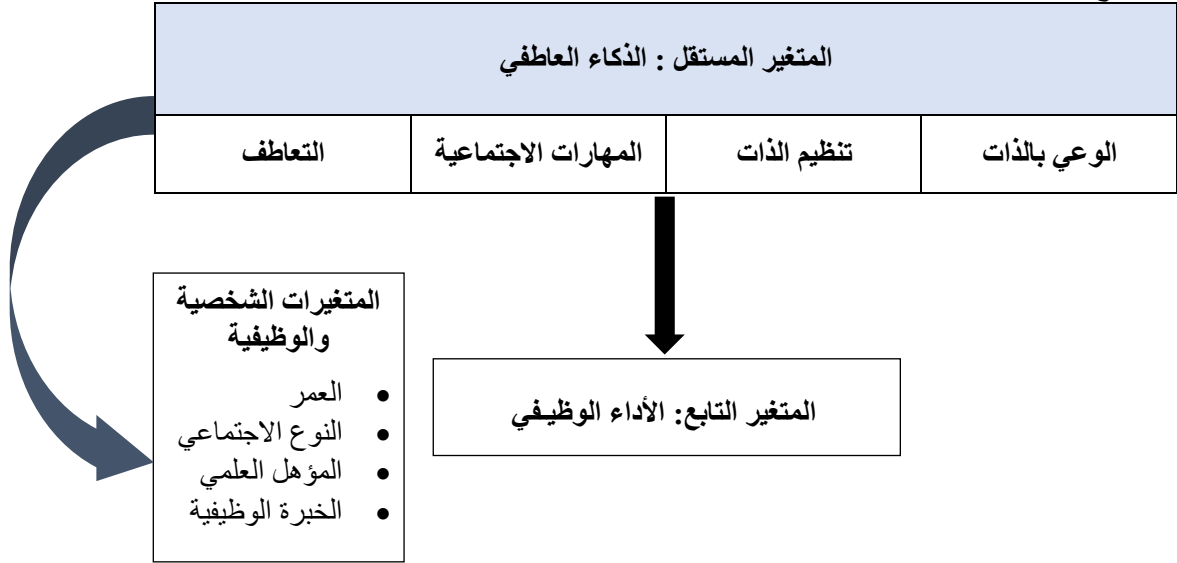 المتغير المستقل : الذكاء العاطفي
الوعي بالذات
تنظيم الذات
المهارات الاجتماعية
التعاطف
المتغيرات الشخصية
والوظيفية
• العمر
• النوع الاجتماعي
• المؤهل العلمي
• الخبرة الوظيفية
المتغير التابع: الأداء الوظيفي